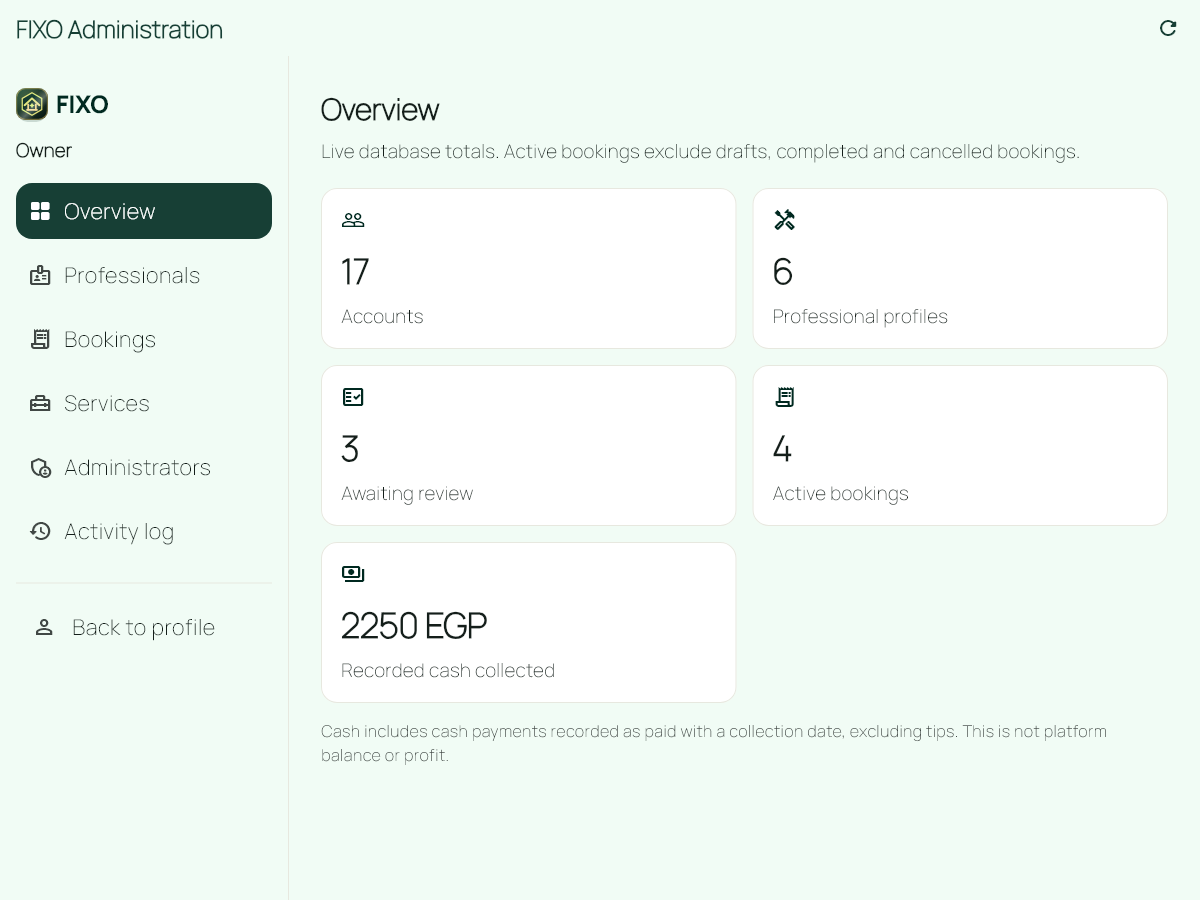 FIXO Administration
FIXO
Owner
Overview
Professionals
Bookings
Services
Administrators
Activity log
Back to profile
Overview
Live database totals. Active bookings exclude drafts, completed and cancelled bookings.
17
Accounts
6
Professional profiles
3
Awaiting review
4
Active bookings
2250 EGP
Recorded cash collected
Cash includes cash payments recorded as paid with a collection date, excluding tips. This is not platform
balance or profit.